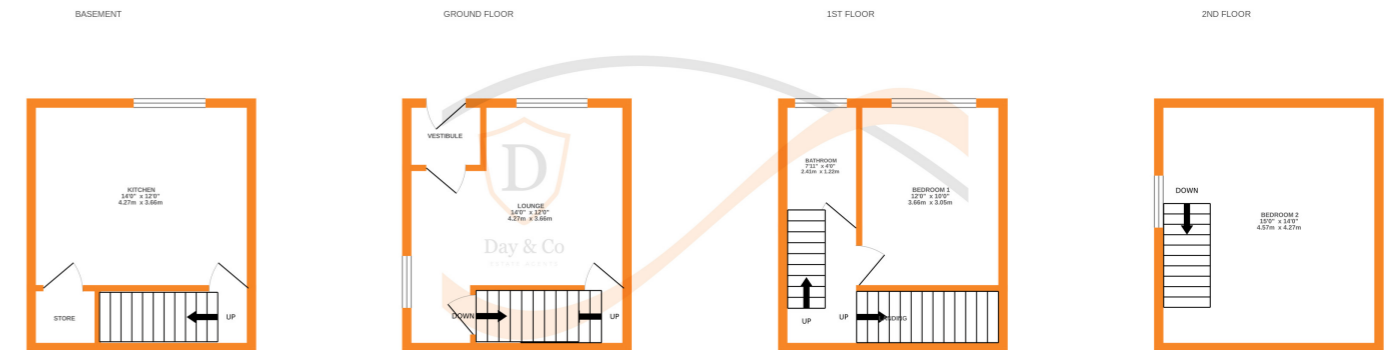 BASEMENT
GROUND FLOOR
1ST FLOOR
2ND FLOOR
KITCHEN
14'0" x 12'0"
4.27m x 3.66m
STORE
UP
VESTIBULE
D
LOUNGE
14'0" x 12'0"
4.27m x 3.66m
Day & Co
ESTATE AGENTS
DOWN
UP
BATHROOM
7'11" x 4'0"
2.41m x 1.22m
BEDROOM 1
12'0" x 10'0"
3.66m x 3.05m
UP
UP
LANDING
DOWN
BEDROOM 2
15'0" x 14'0"
4.57m x 4.27m